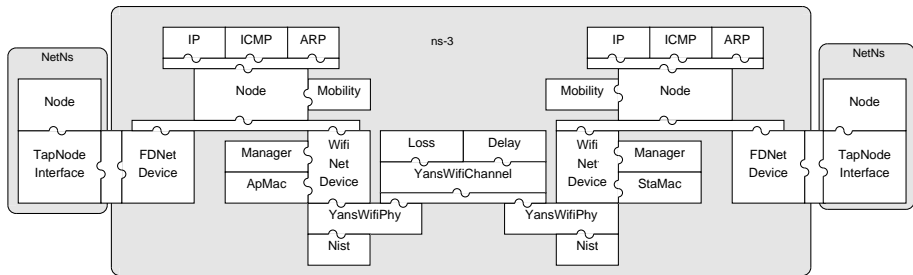 IP ICMP ARP
ns-3
IP ICMP ARP
NetNs
NetNs
Node
Mobility
Mobility
Node
Node
Node
TapNode
Interface
FDNet
Device
Manager
ApMac
Wifi
Net
Device
Loss
Delay
YansWifiChannel
Wifi
Net
Device
Manager
StaMac
FDNet
Device
TapNode
Interface
YansWifiPhy
YansWifiPhy
Nist
Nist